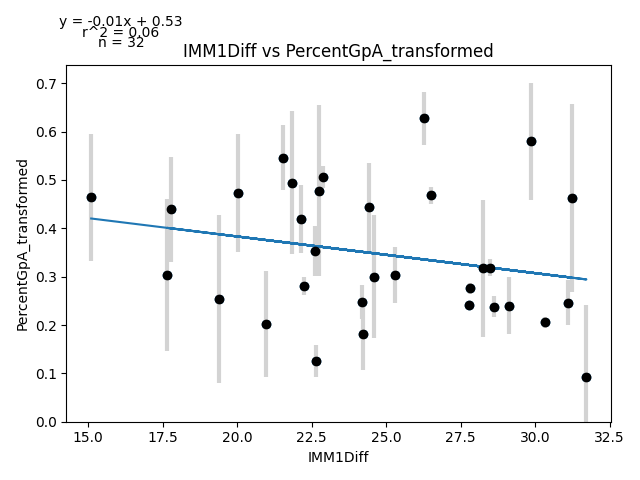 y = -0.01x + 0.53
r^2 = 0.06
n = 32
IMM1Diff vs PercentGpA_transformed
PercentGpA_transformed
0.7
0.6
0.5
0.4
0.3
0.2
0.1
0.0
15.0 17.5 20.0 22.5 25.0 27.5 30.0 32.5
IMM1Diff